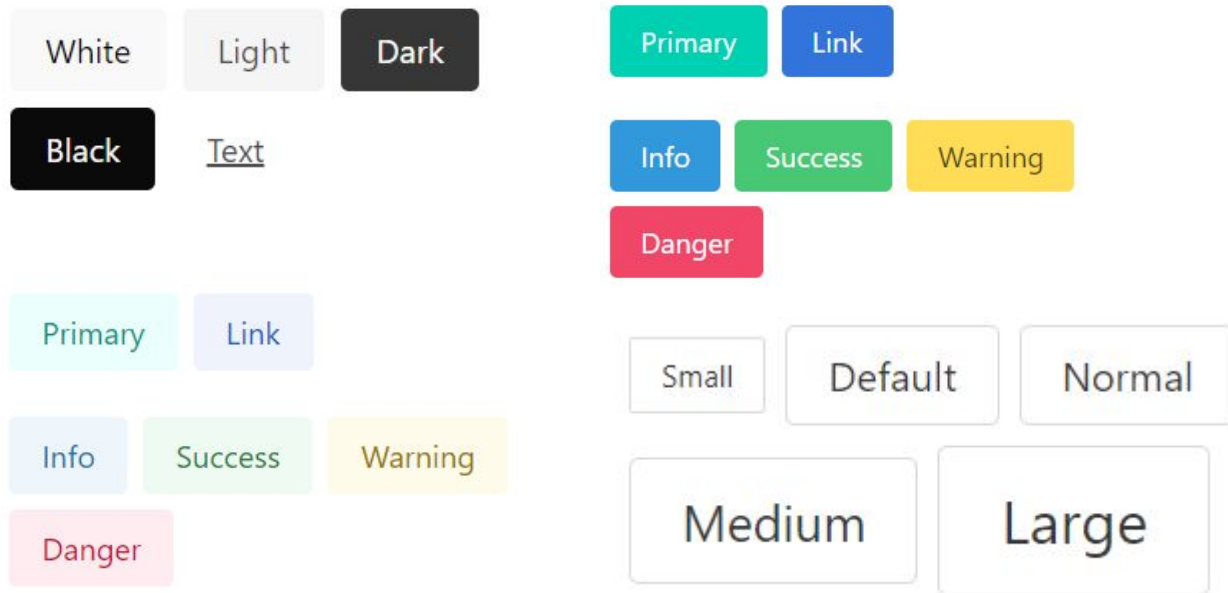 White Light Dark
Black Text
Primary Link
Info Success Warning
Danger
Primary Link
Info Success Warning
Danger
Small Default Normal
Medium Large